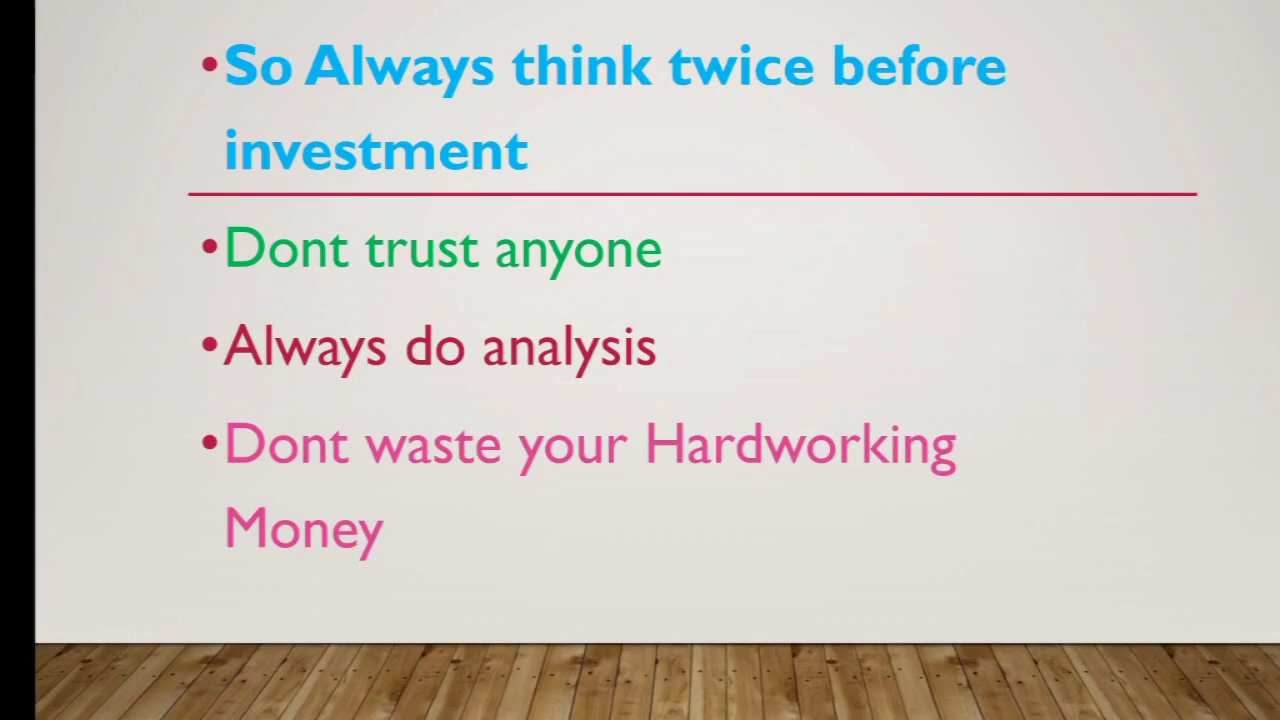 •So Always think twice before
investment
•Dont trust anyone
•Always do analysis
•Dont waste your Hardworking
Money